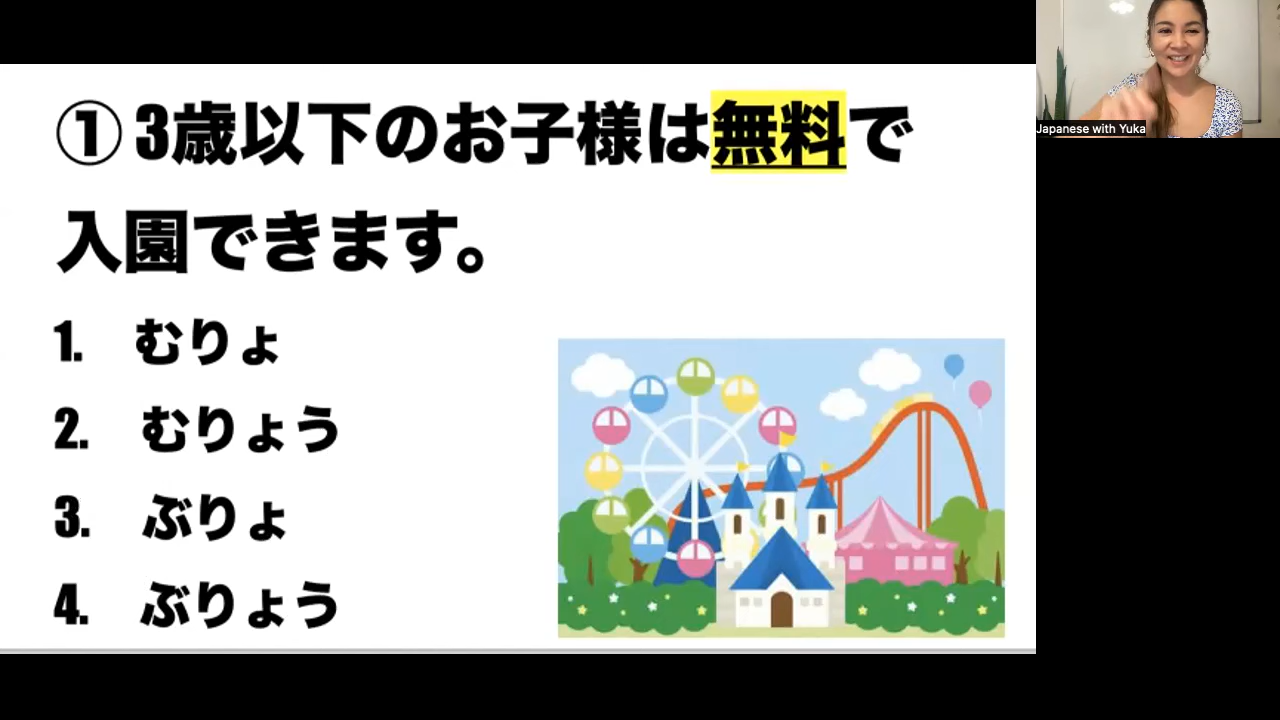 ① 3歳以下のお子様は無料で
入園できます。
1. むりょ
2. むりょう
3. ぶりょ
4. ぶりょう
Japanese with Yuka